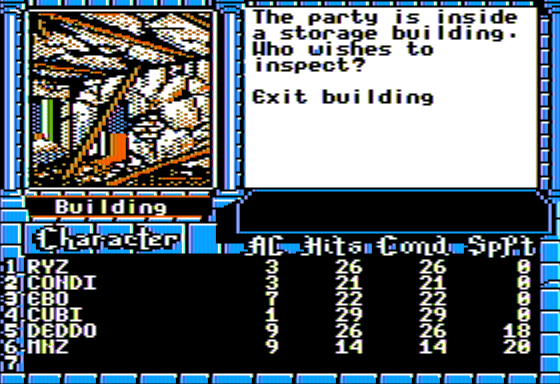 The party is inside
a storage building.
Who wishes to
inspect?
Exit building
Building
Character AC Hits Cond SpPt
1 RYZ 3 26 26 0
2 CONDI 3 21 21 0
3 EBO 7 22 22 0
4 CUBI 1 29 29 0
5 DEDDO 9 26 26 18
6 MNZ 9 14 14 20
7